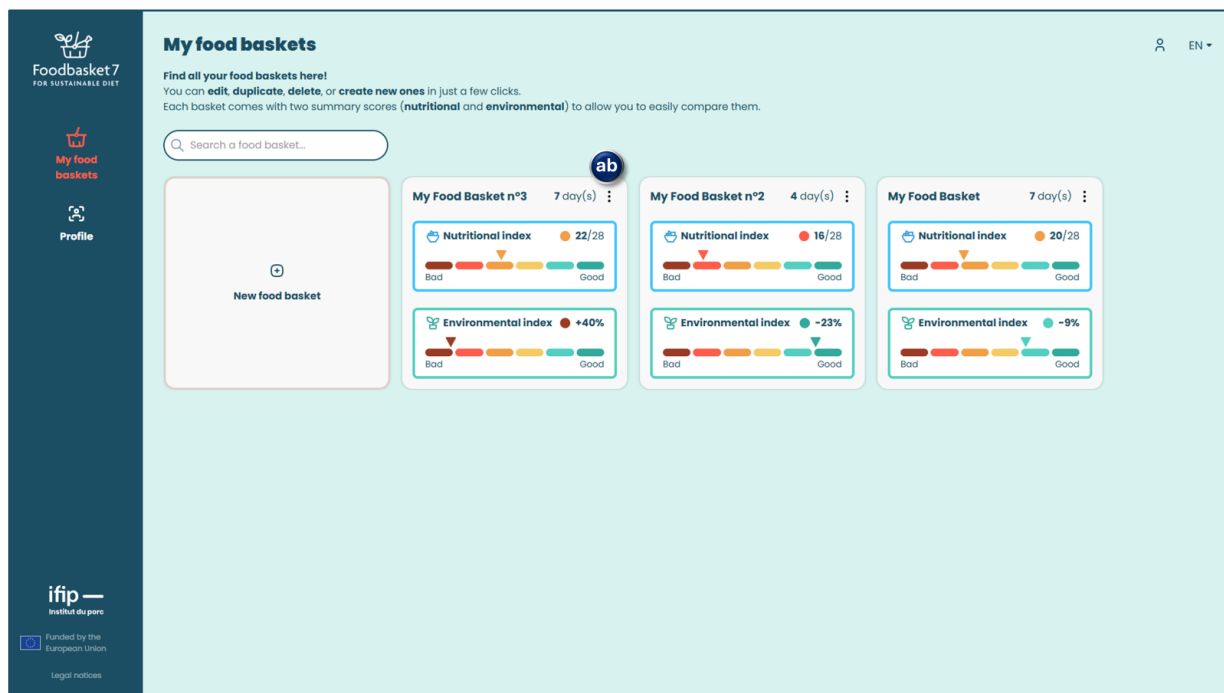 Foodbasket7
FOR SUSTAINABLE DIET
My food
baskets
Profile
ifip
Institut du porc
Funded by the
European Union
Legal notices
My food baskets
EN
Find all your food baskets here!
You can edit, duplicate, delete, or create new ones in just a few clicks.
Each basket comes with two summary scores (nutritional and environmental) to allow you to easily compare them.
Search a food basket...
ab
New food basket
My Food Basket n°3 7 day(s)
Nutritional index 22/28
Bad Good
Environmental index +40%
Bad Good
My Food Basket n°2 4 day(s)
Nutritional index 16/28
Bad Good
Environmental index -23%
Bad Good
My Food Basket 7 day(s)
Nutritional index 20/28
Bad Good
Environmental index -9%
Bad Good